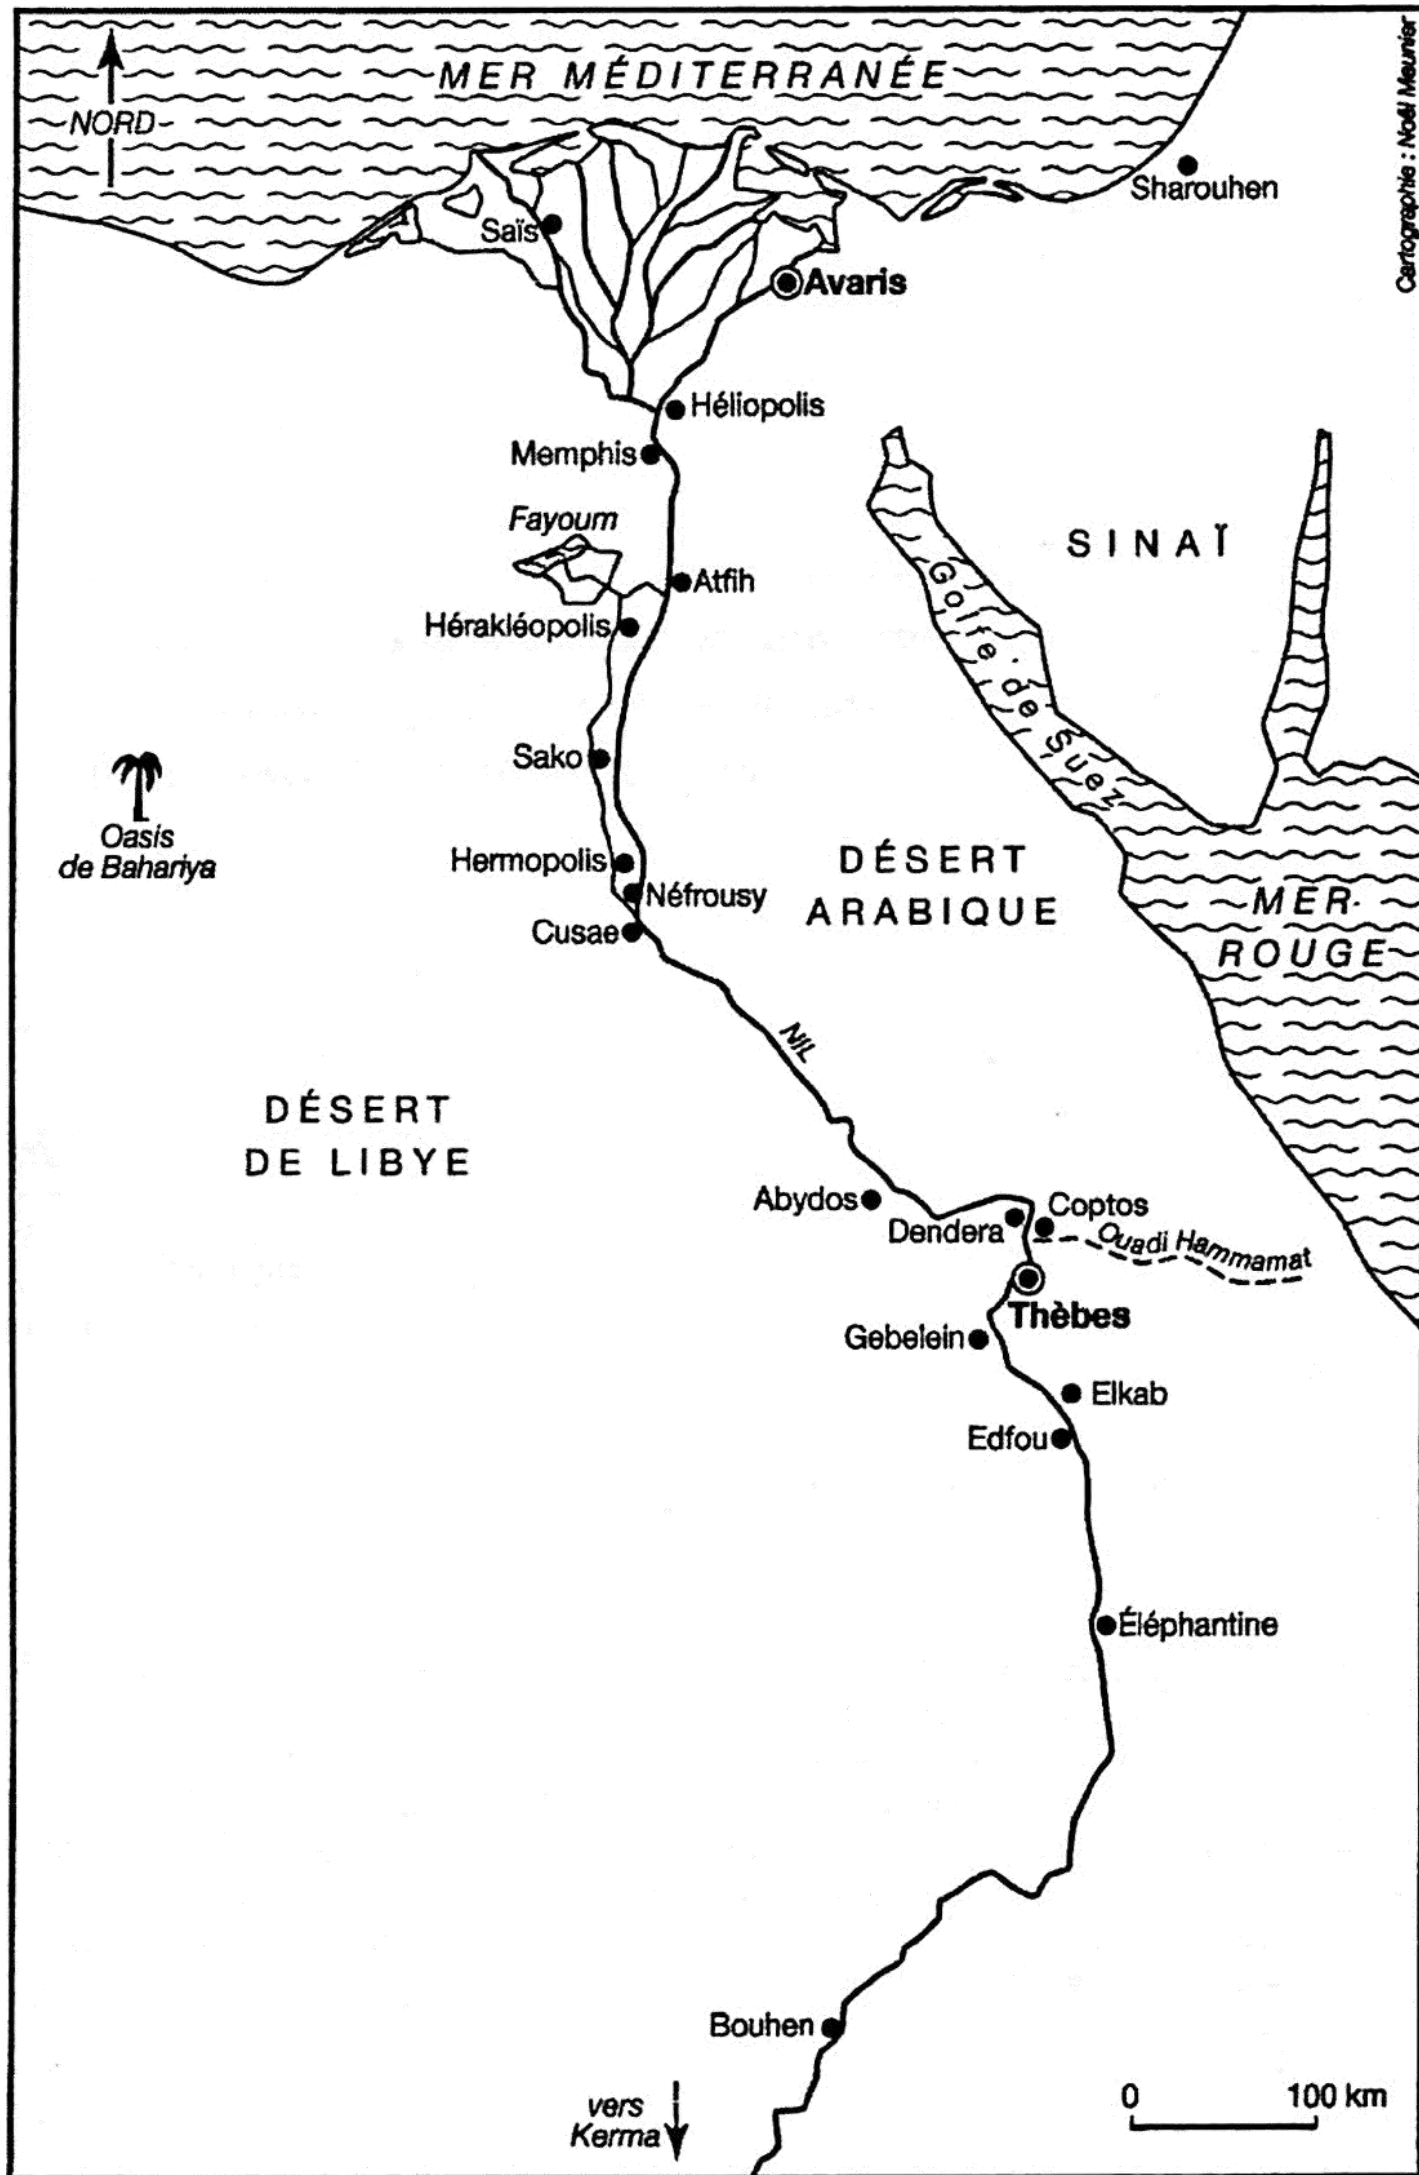 MER MÉDITERRANÉE
NORD
Cartographie : Noël Meunier
Sharouhen
Saïs
Avaris
Héliopolis
Memphis
Fayoum
SINAÏ
Golfe de Suez
Atfih
Hérakléopolis
Sako
Oasis
de Bahariya
Hermopolis
DÉSERT
ARABIQUE
Néfrousy
MER
ROUGE
Cusae
NIL
DÉSERT
DE LIBYE
Abydos
Coptos
Dendera
Ouadi Hammamat
Thèbes
Gebelein
Elkab
Edfou
Éléphantine
Bouhen
vers
Kerma
0 100 km